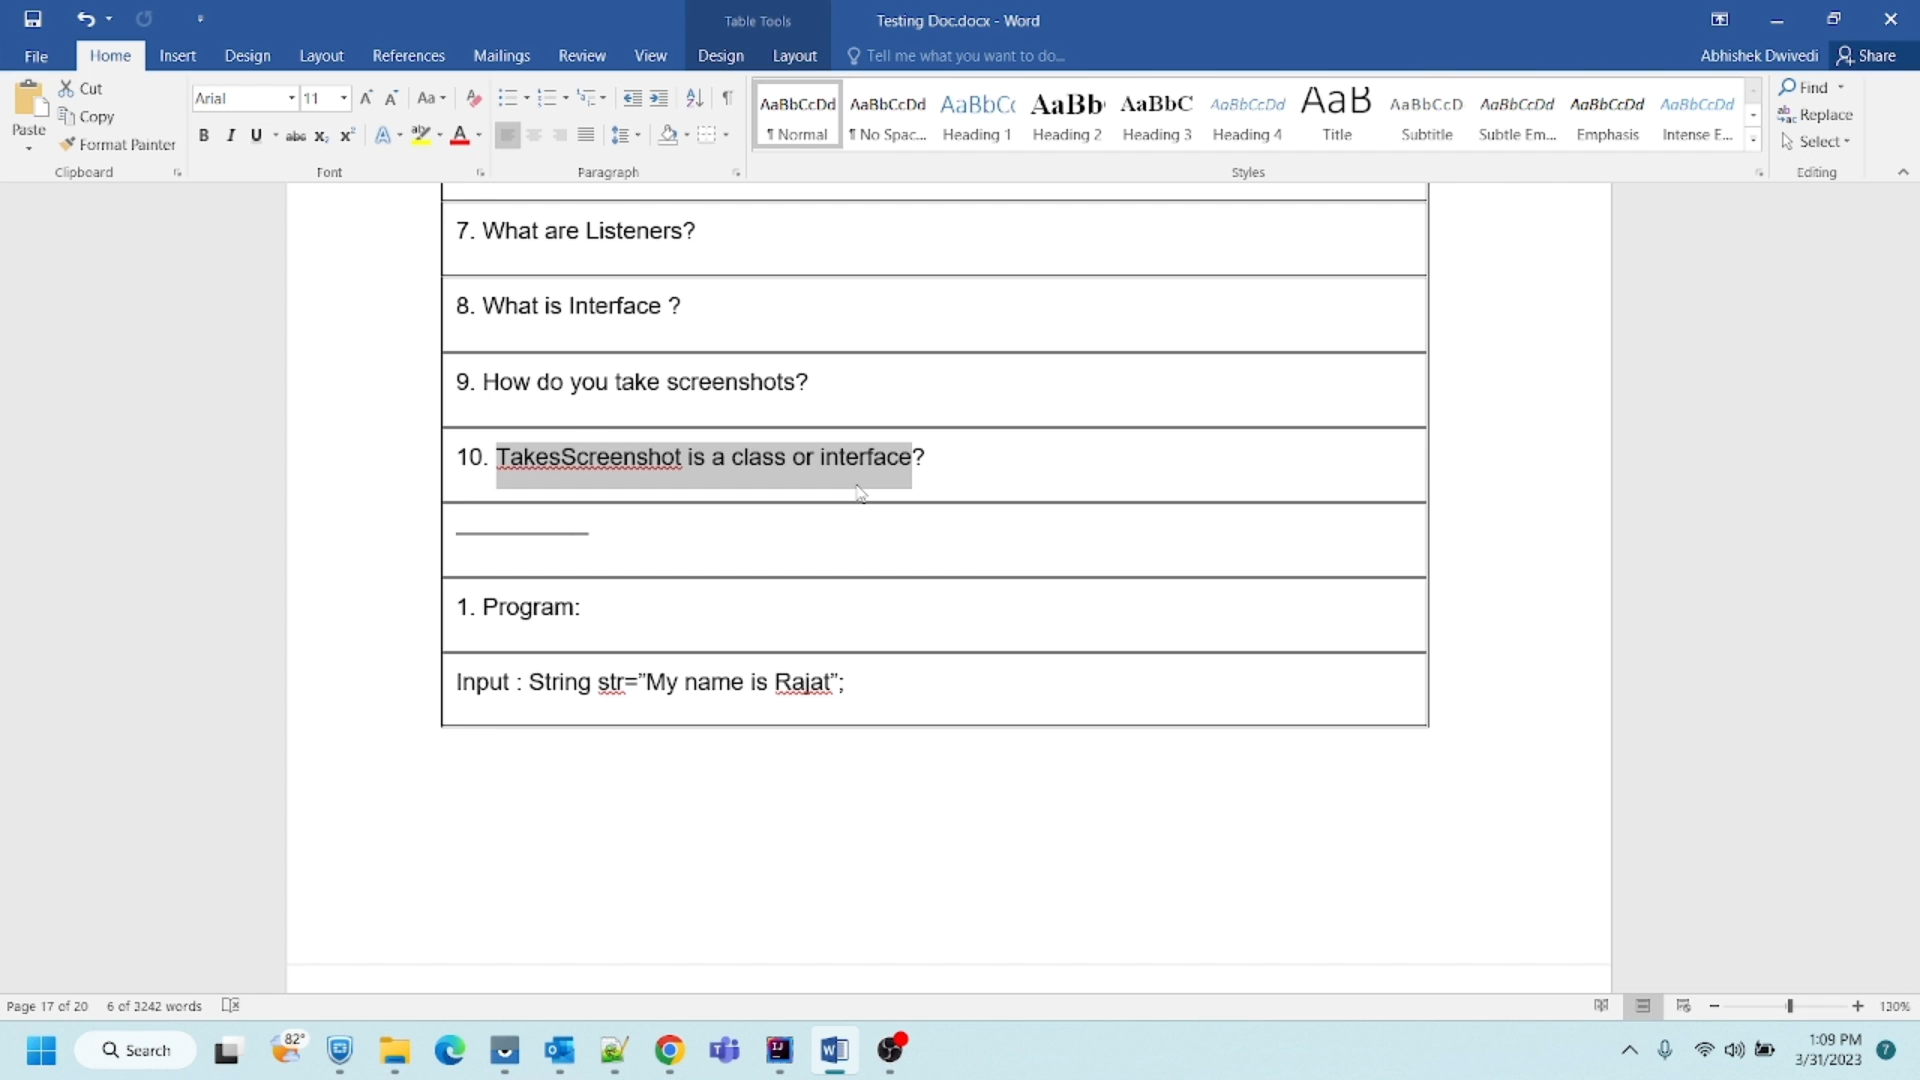 Table Tools
Testing Doc.docx - Word
File
Home
Insert
Design
Layout
References
Mailings
Review
View
Design
Layout
Tell me what you want to do...
Abhishek Dwivedi
Share
Paste
Cut
Copy
Format Painter
Clipboard
Arial
11
Font
Paragraph
AaBbCcDd
¶ Normal
AaBbCcDd
¶ No Spac...
AaBbCc
Heading 1
AaBb
Heading 2
AaBbC
Heading 3
AaBbCcDd
Heading 4
AaB
Title
AaBbCcD
Subtitle
AaBbCcDd
Subtle Em...
AaBbCcDd
Emphasis
AaBbCcDd
Intense E...
Styles
Find
Replace
Select
Editing
7. What are Listeners?
8. What is Interface ?
9. How do you take screenshots?
10. TakesScreenshot is a class or interface?
1. Program:
Input : String str=”My name is Rajat”;
Page 17 of 20
6 of 3242 words
130%
Search
82°
1:09 PM
3/31/2023
7